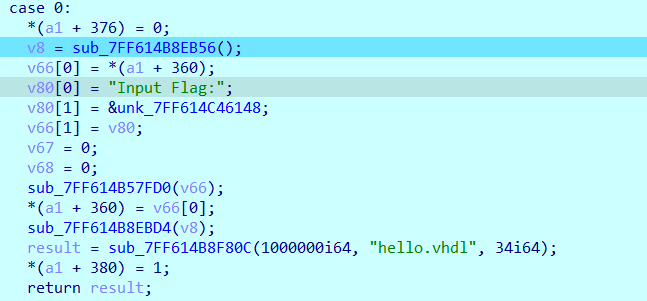 case 0:
*(a1 + 376) = 0;
v8 = sub_7FF614B8EB56();
v66[0] = *(a1 + 360);
v80[0] = "Input Flag:";
v80[1] = &unk_7FF614C46148;
v66[1] = v80;
v67 = 0;
v68 = 0;
sub_7FF614B57FD0(v66);
*(a1 + 360) = v66[0];
sub_7FF614B8EBD4(v8);
result = sub_7FF614B8F80C(1000000i64, "hello.vhdl", 34i64);
*(a1 + 380) = 1;
return result;